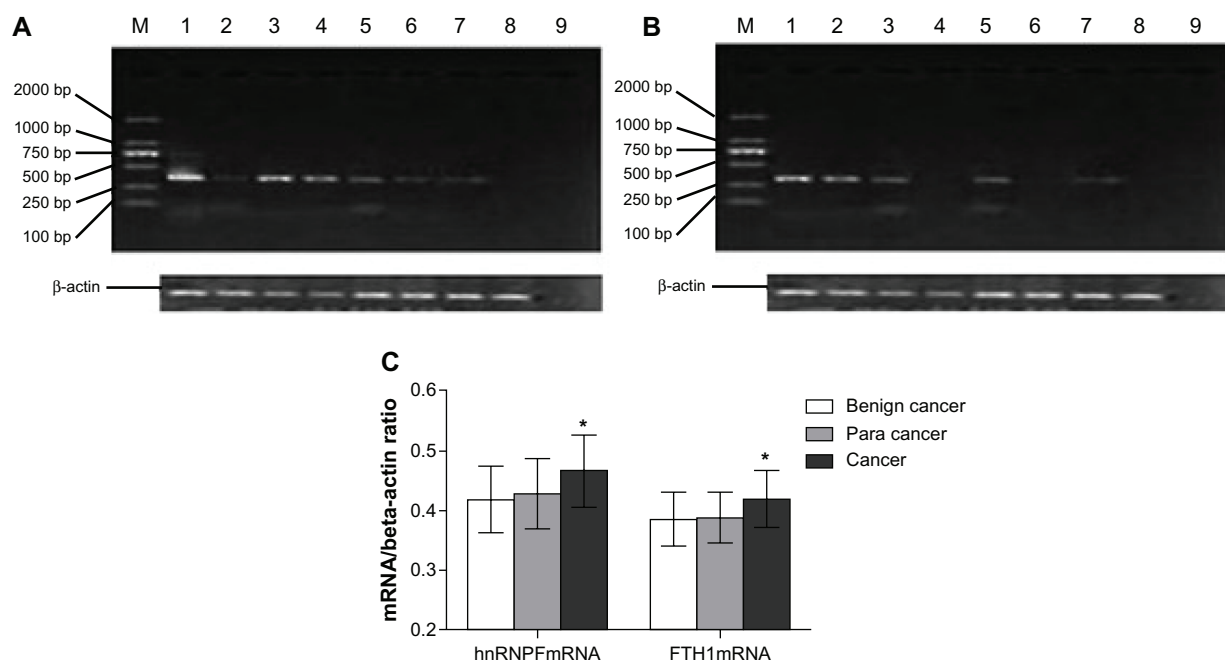 A
M 1 2 3 4 5 6 7 8 9
2000 bp
1000 bp
750 bp
500 bp
250 bp
100 bp
β-actin
B
M 1 2 3 4 5 6 7 8 9
2000 bp
1000 bp
750 bp
500 bp
250 bp
100 bp
β-actin
C
mRNA/beta-actin ratio
0.6
0.5
0.4
0.3
0.2
* *
hnRNPFmRNA FTH1mRNA
Benign cancer
Para cancer
Cancer